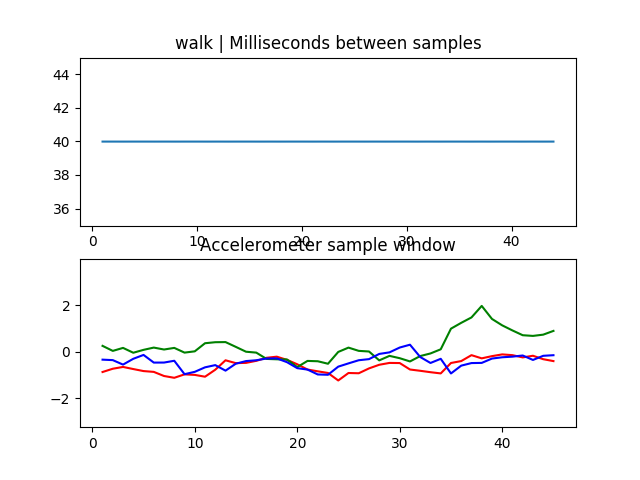 walk | Milliseconds between samples
44
42
40
38
36
0 10 20 30 40
Accelerometer sample window
2
0
−2
0 10 20 30 40